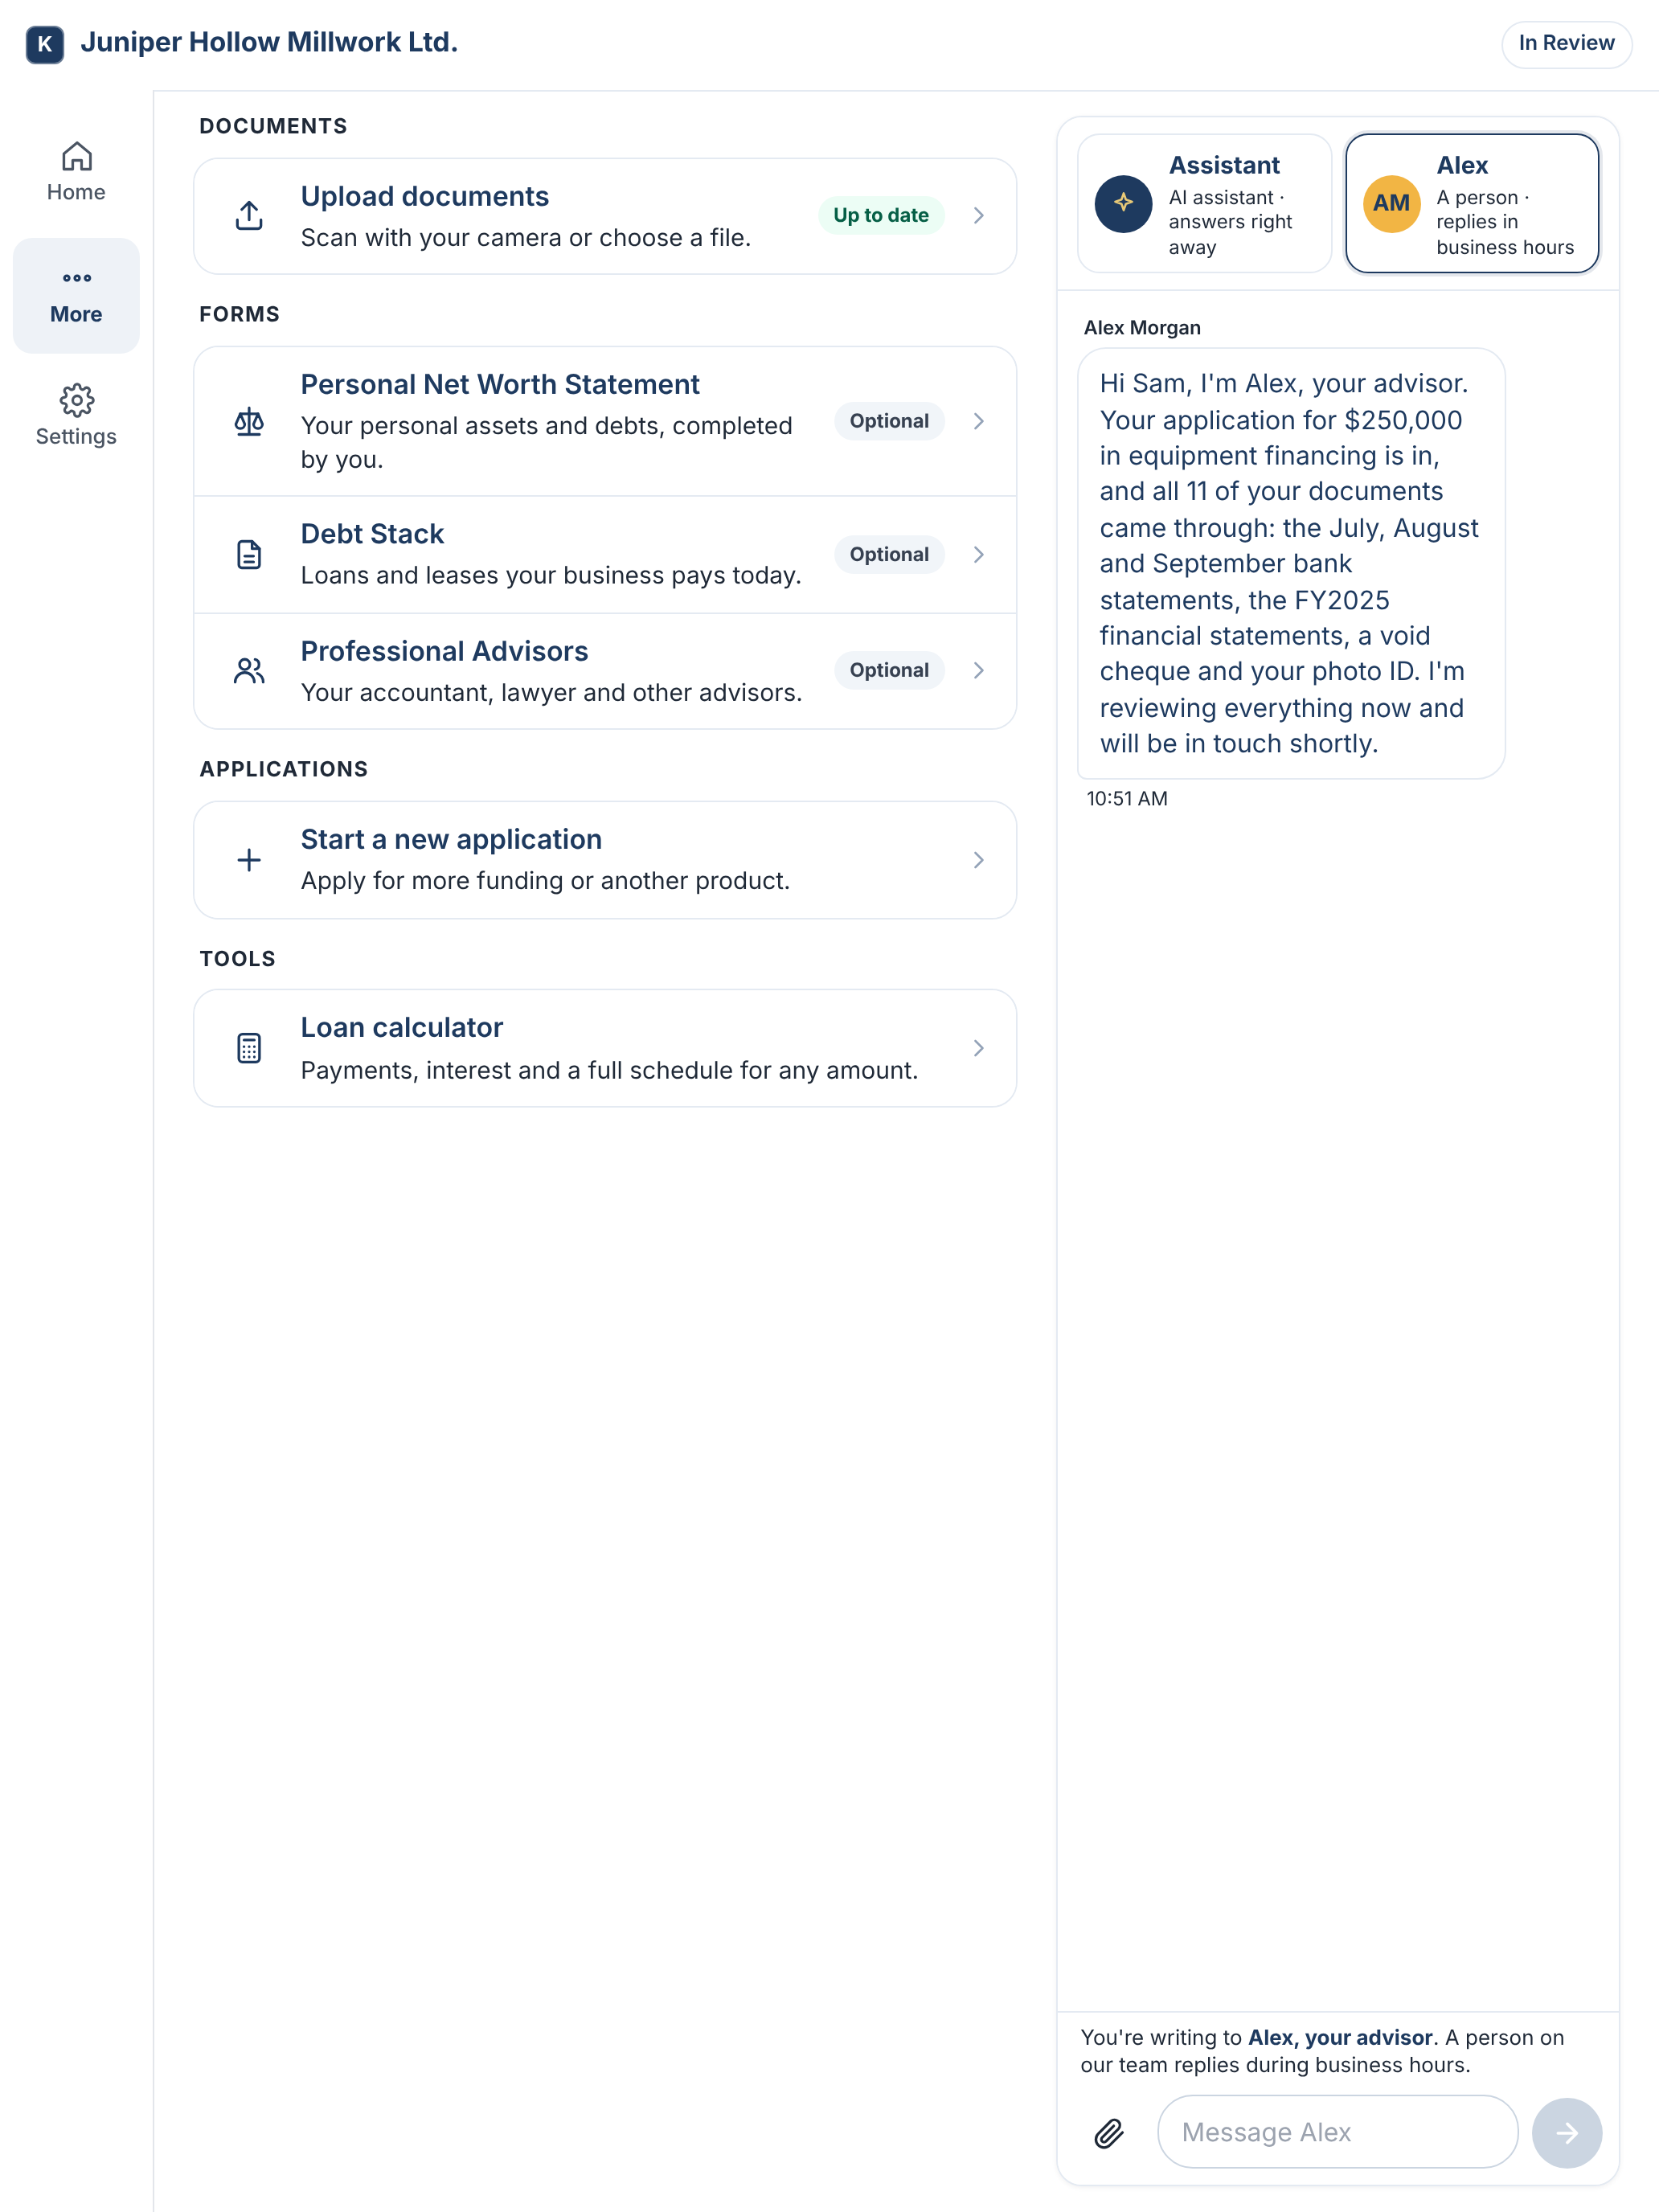 K
Juniper Hollow Millwork Ltd.
In Review
Home
More
Settings
DOCUMENTS
Upload documents
Scan with your camera or choose a file.
Up to date
FORMS
Personal Net Worth Statement
Your personal assets and debts, completed
by you.
Optional
Debt Stack
Loans and leases your business pays today.
Optional
Professional Advisors
Your accountant, lawyer and other advisors.
Optional
APPLICATIONS
Start a new application
Apply for more funding or another product.
TOOLS
Loan calculator
Payments, interest and a full schedule for any amount.
Assistant
AI assistant ·
answers right
away
AM
Alex
A person ·
replies in
business hours
Alex Morgan
Hi Sam, I'm Alex, your advisor.
Your application for $250,000
in equipment financing is in,
and all 11 of your documents
came through: the July, August
and September bank
statements, the FY2025
financial statements, a void
cheque and your photo ID. I'm
reviewing everything now and
will be in touch shortly.
10:51 AM
You're writing to Alex, your advisor. A person on
our team replies during business hours.
Message Alex